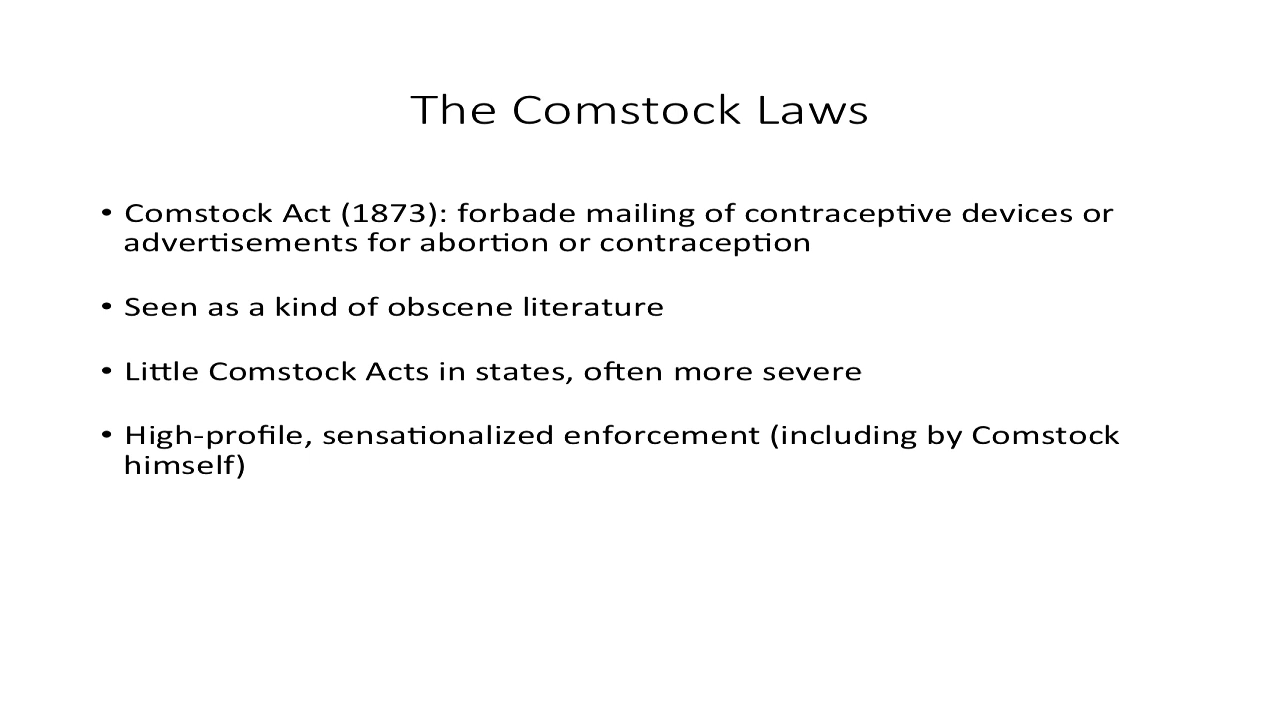 The Comstock Laws
• Comstock Act (1873): forbade mailing of contraceptive devices or
advertisements for abortion or contraception
• Seen as a kind of obscene literature
• Little Comstock Acts in states, often more severe
• High-profile, sensationalized enforcement (including by Comstock
himself)